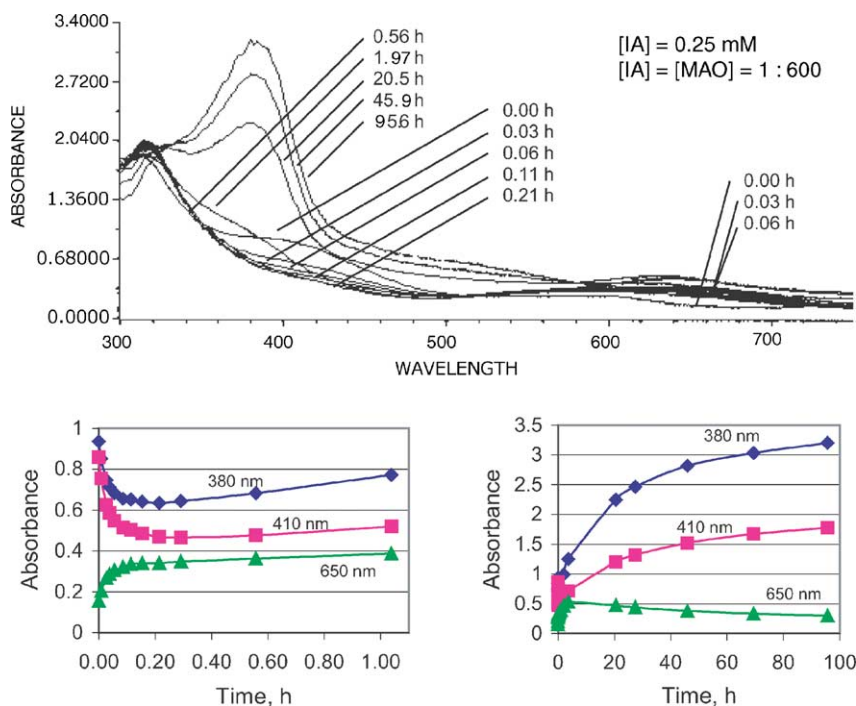 3.4000
2.7200
2.0400
1.3600
0.68000
0.0000
ABSORBANCE
300
400
500
600
700
WAVELENGTH
0.56 h
1.97 h
20.5 h
45.9 h
956 h
0.00 h
0.03 h
0.06 h
0.11 h
0.21 h
[IA] = 0.25 mM
[IA] = [MAO] = 1 : 600
0.00 h
0.03 h
0.06 h
1
0.8
0.6
0.4
0.2
0
Absorbance
380 nm
410 nm
650 nm
0.00 0.20 0.40 0.60 0.80 1.00
Time, h
3.5
3
2.5
2
1.5
1
0.5
0
Absorbance
380 nm
410 nm
650 nm
0 20 40 60 80 100
Time, h